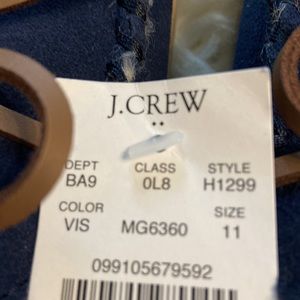 J.CREW
DEPT CLASS STYLE
BA9 0L8 H1299
COLOR SIZE
VIS MG6360 11
099105679592